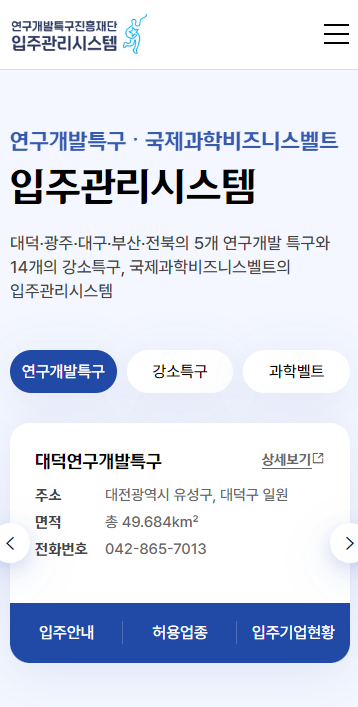 연구개발특구진흥재단
입주관리시스템
연구개발특구ㆍ국제과학비즈니스벨트
입주관리시스템
대덕·광주·대구·부산·전북의 5개 연구개발 특구와
14개의 강소특구, 국제과학비즈니스벨트의
입주관리시스템
연구개발특구 강소특구 과학벨트
대덕연구개발특구 상세보기
주소 대전광역시 유성구, 대덕구 일원
면적 총 49.684km²
전화번호 042-865-7013
입주안내 허용업종 입주기업현황